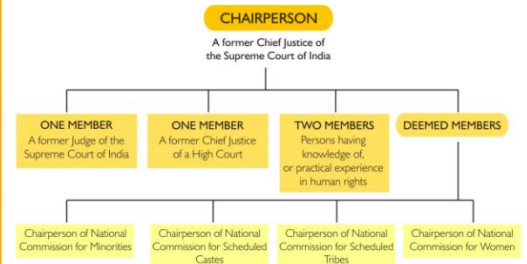 CHAIRPERSON
A former Chief Justice of
the Supreme Court of India
ONE MEMBER
A former Judge of the
Supreme Court of India
ONE MEMBER
A former Chief Justice
of a High Court
TWO MEMBERS
Persons having
knowledge of,
or practical experience
in human rights
DEEMED MEMBERS
Chairperson of National
Commission for Minorities
Chairperson of National
Commission for Scheduled
Castes
Chairperson of National
Commission for Scheduled
Tribes
Chairperson of National
Commission for Women